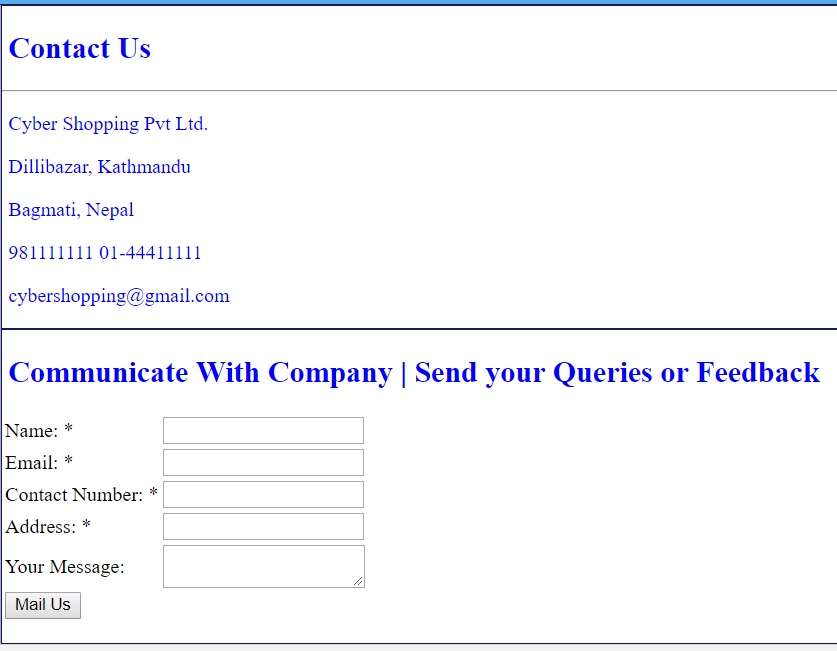 Contact Us
Cyber Shopping Pvt Ltd.
Dillibazar, Kathmandu
Bagmati, Nepal
981111111 01-44411111
cybershopping@gmail.com
Communicate With Company | Send your Queries or Feedback
Name: *
Email: *
Contact Number: *
Address: *
Your Message:
Mail Us